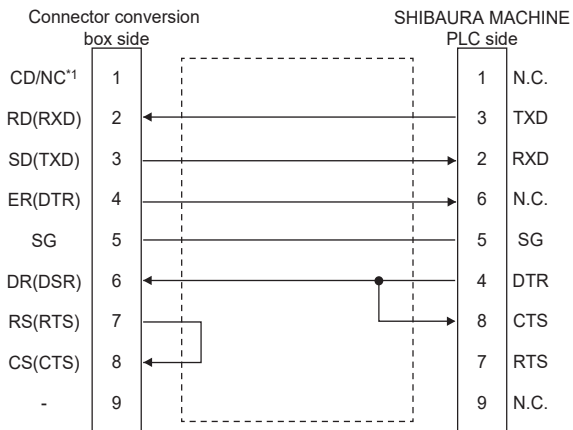 Connector conversion box side
SHIBAURA MACHINE PLC side
CD/NC*1 1 1 N.C.
RD(RXD) 2 3 TXD
SD(TXD) 3 2 RXD
ER(DTR) 4 6 N.C.
SG 5 5 SG
DR(DSR) 6 4 DTR
RS(RTS) 7 8 CTS
CS(CTS) 8 7 RTS
- 9 9 N.C.